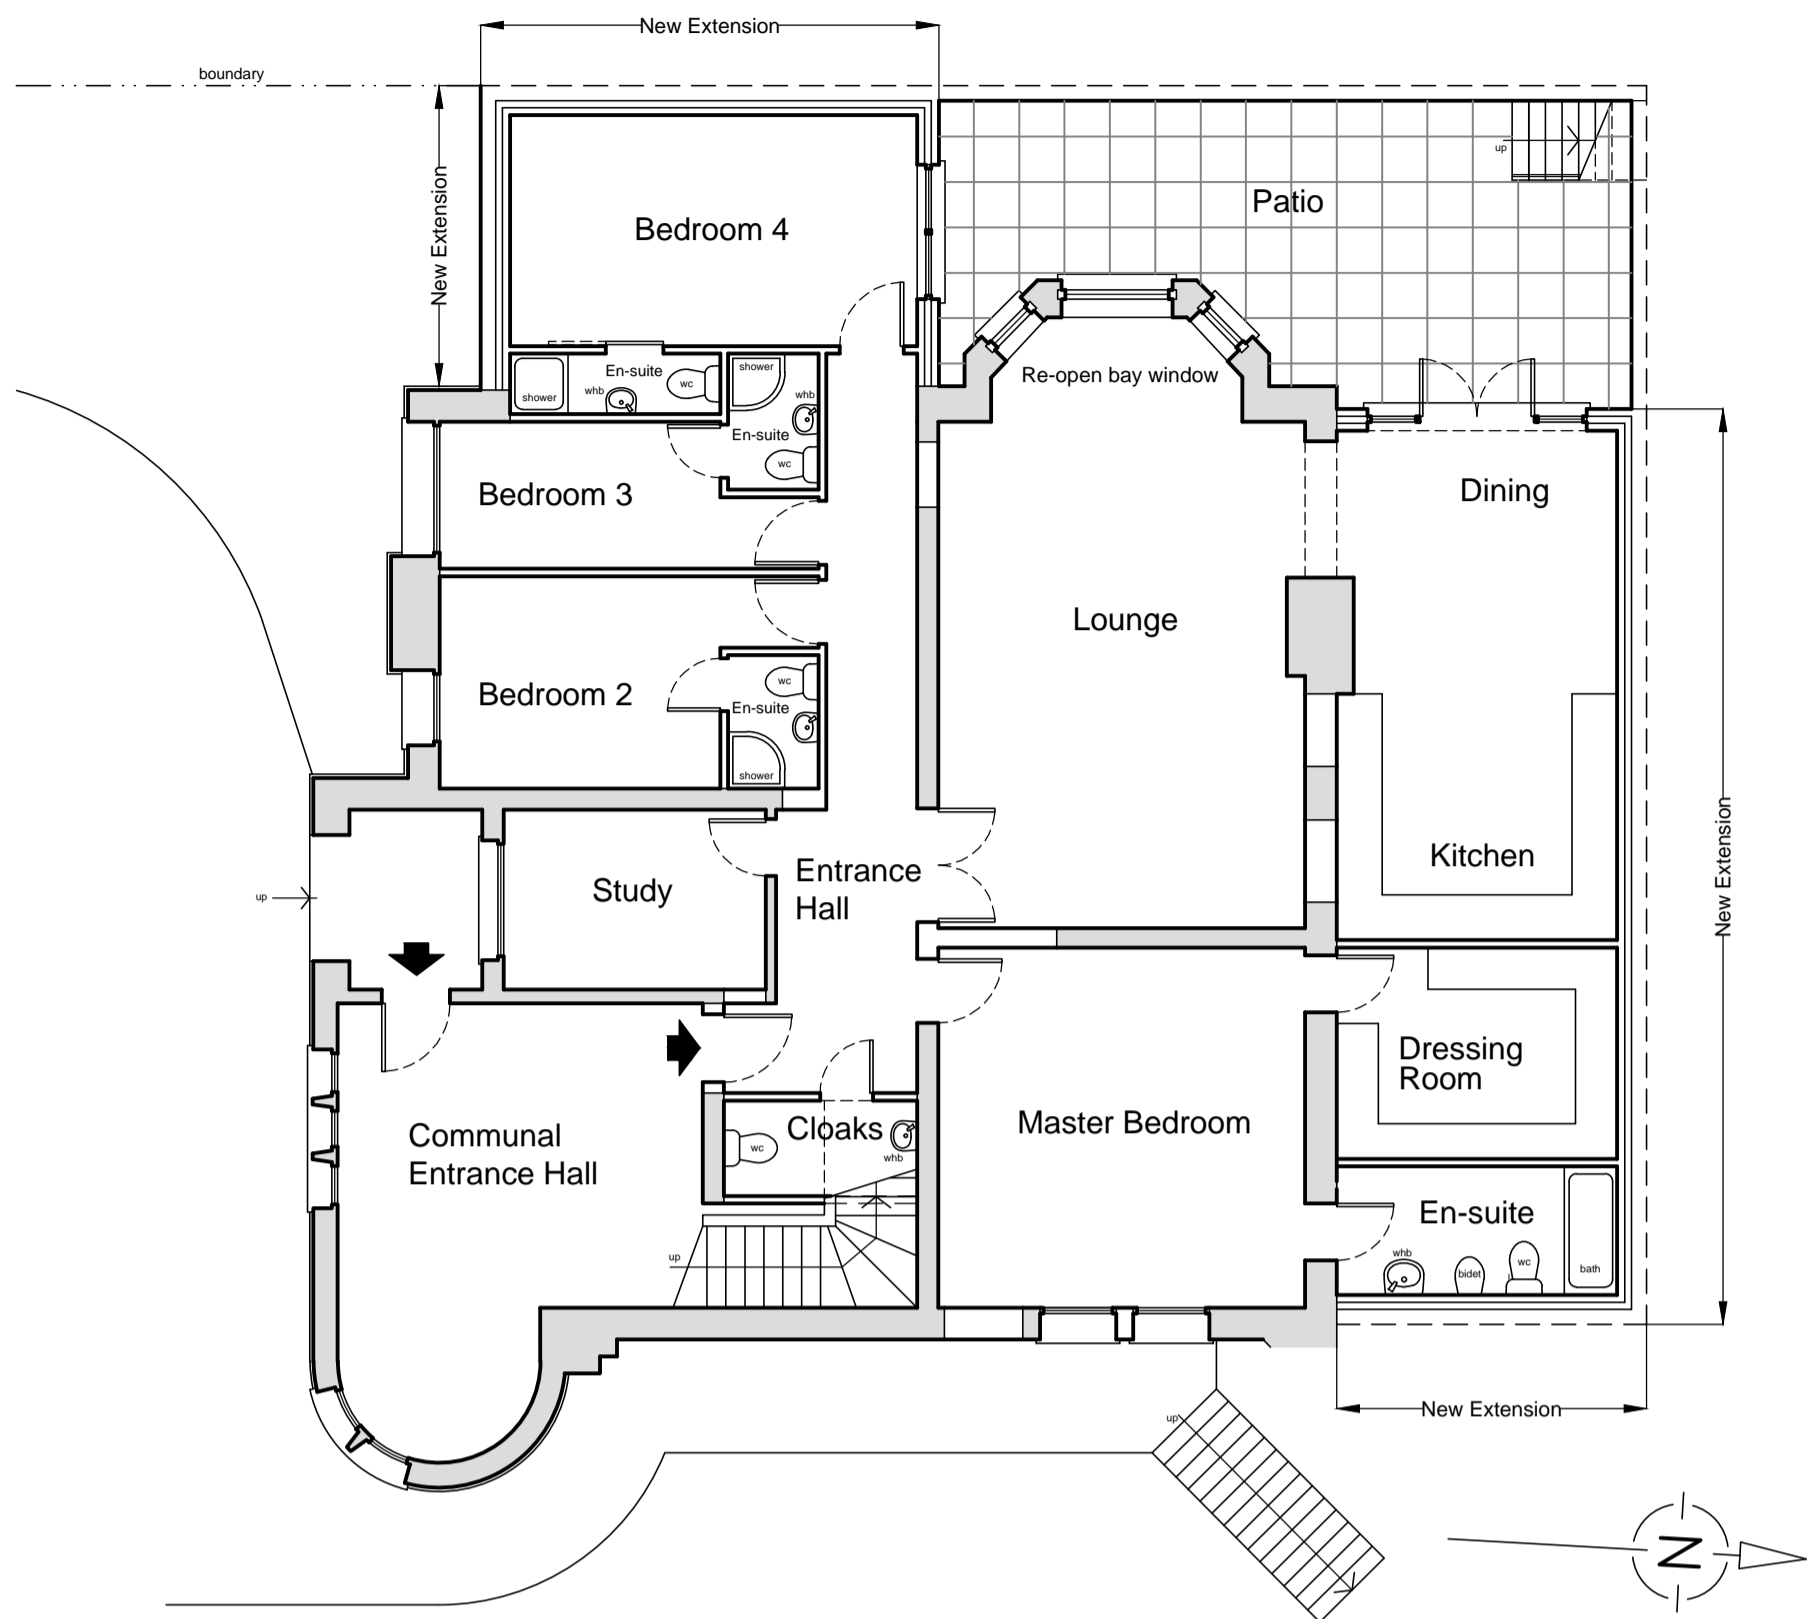 New Extension
boundary
New Extension
up
Patio
Bedroom 4
En-suite
whb
wc
shower
shower
whb
En-suite
wc
Re-open bay window
Bedroom 3
Dining
Lounge
Bedroom 2
wc
En-suite
shower
Kitchen
New Extension
up
Study
Entrance
Hall
Dressing
Room
Master Bedroom
Communal
Entrance Hall
Cloaks
wc
whb
En-suite
whb
bidet
wc
bath
up
New Extension
up
N